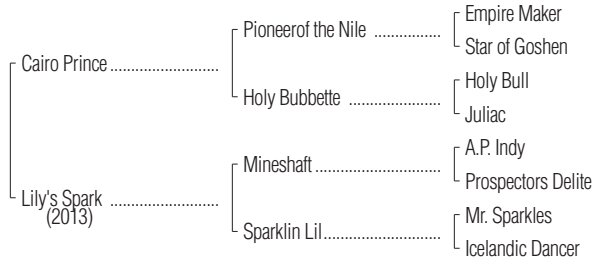 Empire Maker
Pioneerof the Nile ................
Star of Goshen
Cairo Prince ..........................
Holy Bull
Holy Bubbette ......................
Juliac
A.P. Indy
Mineshaft ..............................
Prospectors Delite
Lily's Spark ..........................
(2013)
Mr. Sparkles
Sparklin Lil............................
Icelandic Dancer